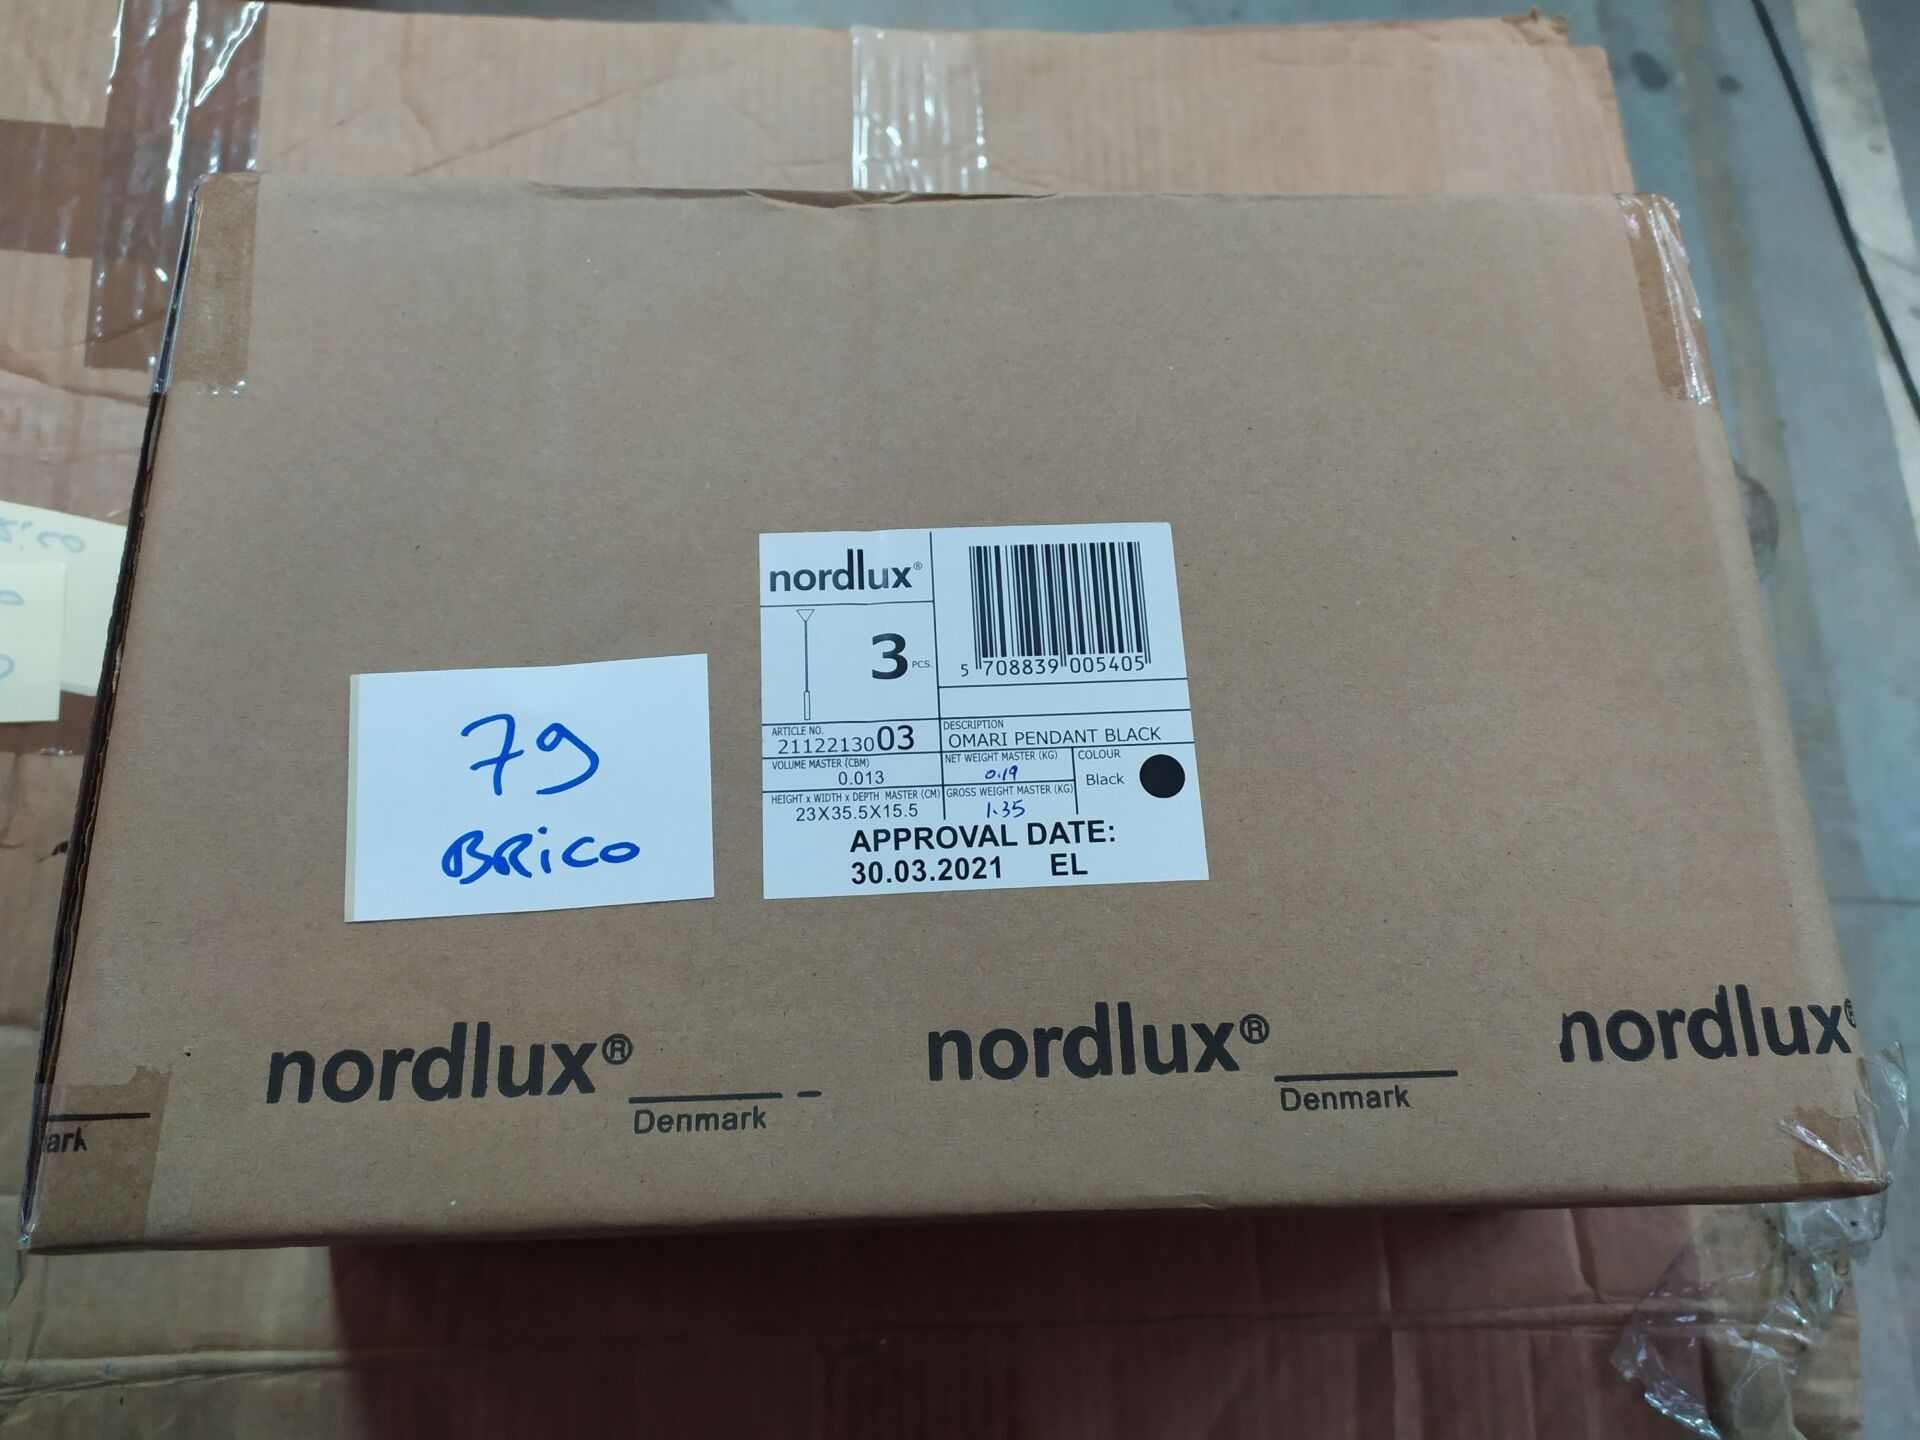 nordlux®
3 PCS.
5 708839 005405
ARTICLE NO.
2112213003
DESCRIPTION
OMARI PENDANT BLACK
VOLUME MASTER (CBM)
0.013
NET WEIGHT MASTER (KG)
0.19
COLOUR
Black
HEIGHT x WIDTH x DEPTH MASTER (CM)
23X35.5X15.5
GROSS WEIGHT MASTER (KG)
1.35
APPROVAL DATE:
30.03.2021 EL
79
BRiCO
nordlux®
Denmark
nordlux®
Denmark
nordlux®
ark